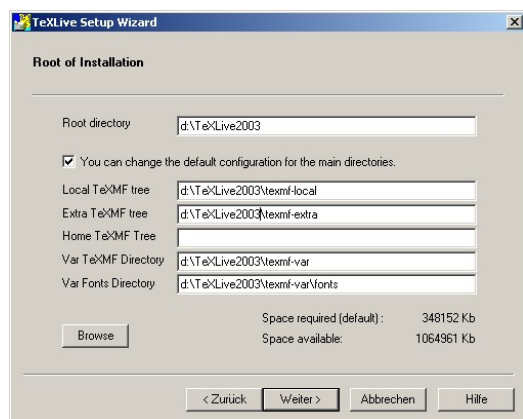 TeXLive Setup Wizard
Root of Installation
Root directory d:\TeXLive2003
You can change the default configuration for the main directories.
Local TeXMF tree d:\TeXLive2003\texmf-local
Extra TeXMF tree d:\TeXLive2003\texmf-extra
Home TeXMF Tree
Var TeXMF Directory d:\TeXLive2003\texmf-var
Var Fonts Directory d:\TeXLive2003\texmf-var\fonts
Space required (default) : 348152 Kb
Browse Space available: 1064961 Kb
< Zurück Weiter > Abbrechen Hilfe